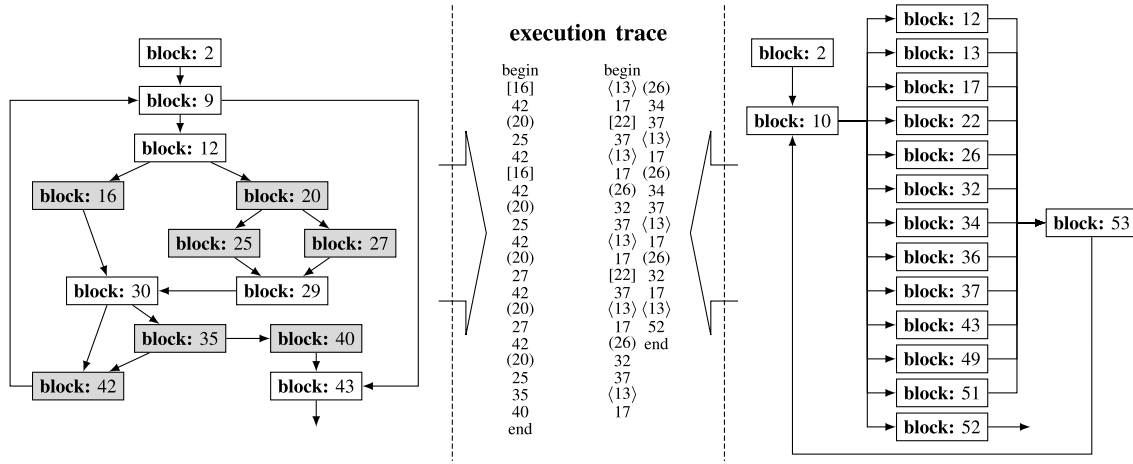 block: 2
block: 9
block: 12
block: 16
block: 20
block: 25
block: 27
block: 30
block: 29
block: 35
block: 40
block: 42
block: 43
execution trace
begin
[16]
42
(20)
25
42
[16]
42
(20)
25
42
(20)
27
42
(20)
27
42
(20)
25
35
40
end
begin
⟨13⟩
17
[22]
37
⟨13⟩
17
(26)
32
37
⟨13⟩
17
[22]
37
⟨13⟩
17
(26)
32
37
⟨13⟩
17
(26)
34
37
⟨13⟩
17
(26)
34
37
⟨13⟩
17
(26)
32
17
⟨13⟩
52
end
block: 2
block: 10
block: 12
block: 13
block: 17
block: 22
block: 26
block: 32
block: 34
block: 36
block: 37
block: 43
block: 49
block: 51
block: 52
block: 53